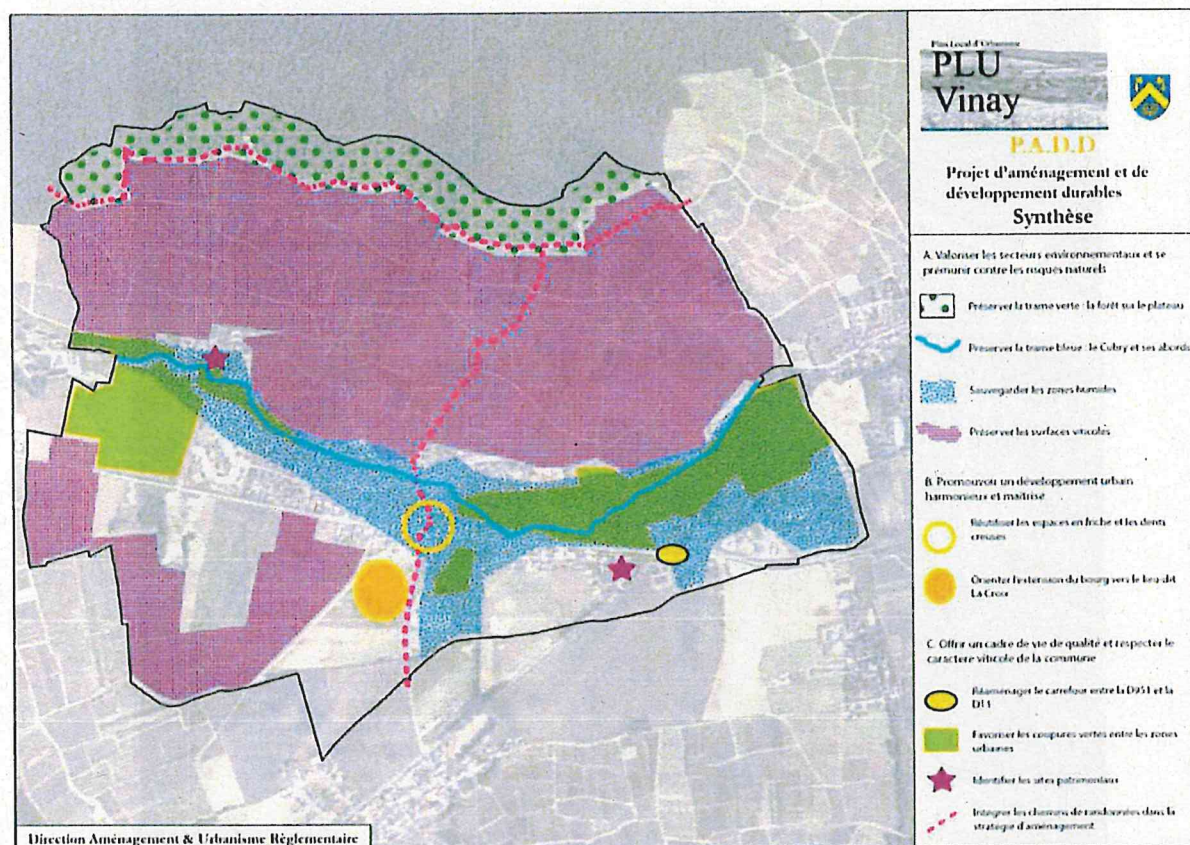 Plan Local d'Urbanisme
PLU
Vinay
P.A.D.D
Projet d'aménagement et de
développement durables
Synthèse
A. Valoriser les secteurs environnementaux et se
prémunir contre les risques naturels
Préserver la trame verte : la forêt sur le plateau
Préserver la trame bleue : le Cubry et ses abords
Sauvegarder les zones humides
Préserver les surfaces viticoles
B. Promouvoir un développement urbain
harmonieux et maîtrisé
Réutiliser les espaces en friche et les dents
creuses
Orienter l'extension du bourg vers le lieu-dit
La Croix
C. Offrir un cadre de vie de qualité et respecter le
caractère viticole de la commune
Réaménager le carrefour entre la D951 et la
D11
Favoriser les coupures vertes entre les zones
urbaines
Identifier les sites patrimoniaux
Intégrer les chemins de randonnées dans la
stratégie d'aménagement
Direction Aménagement & Urbanisme Règlementaire